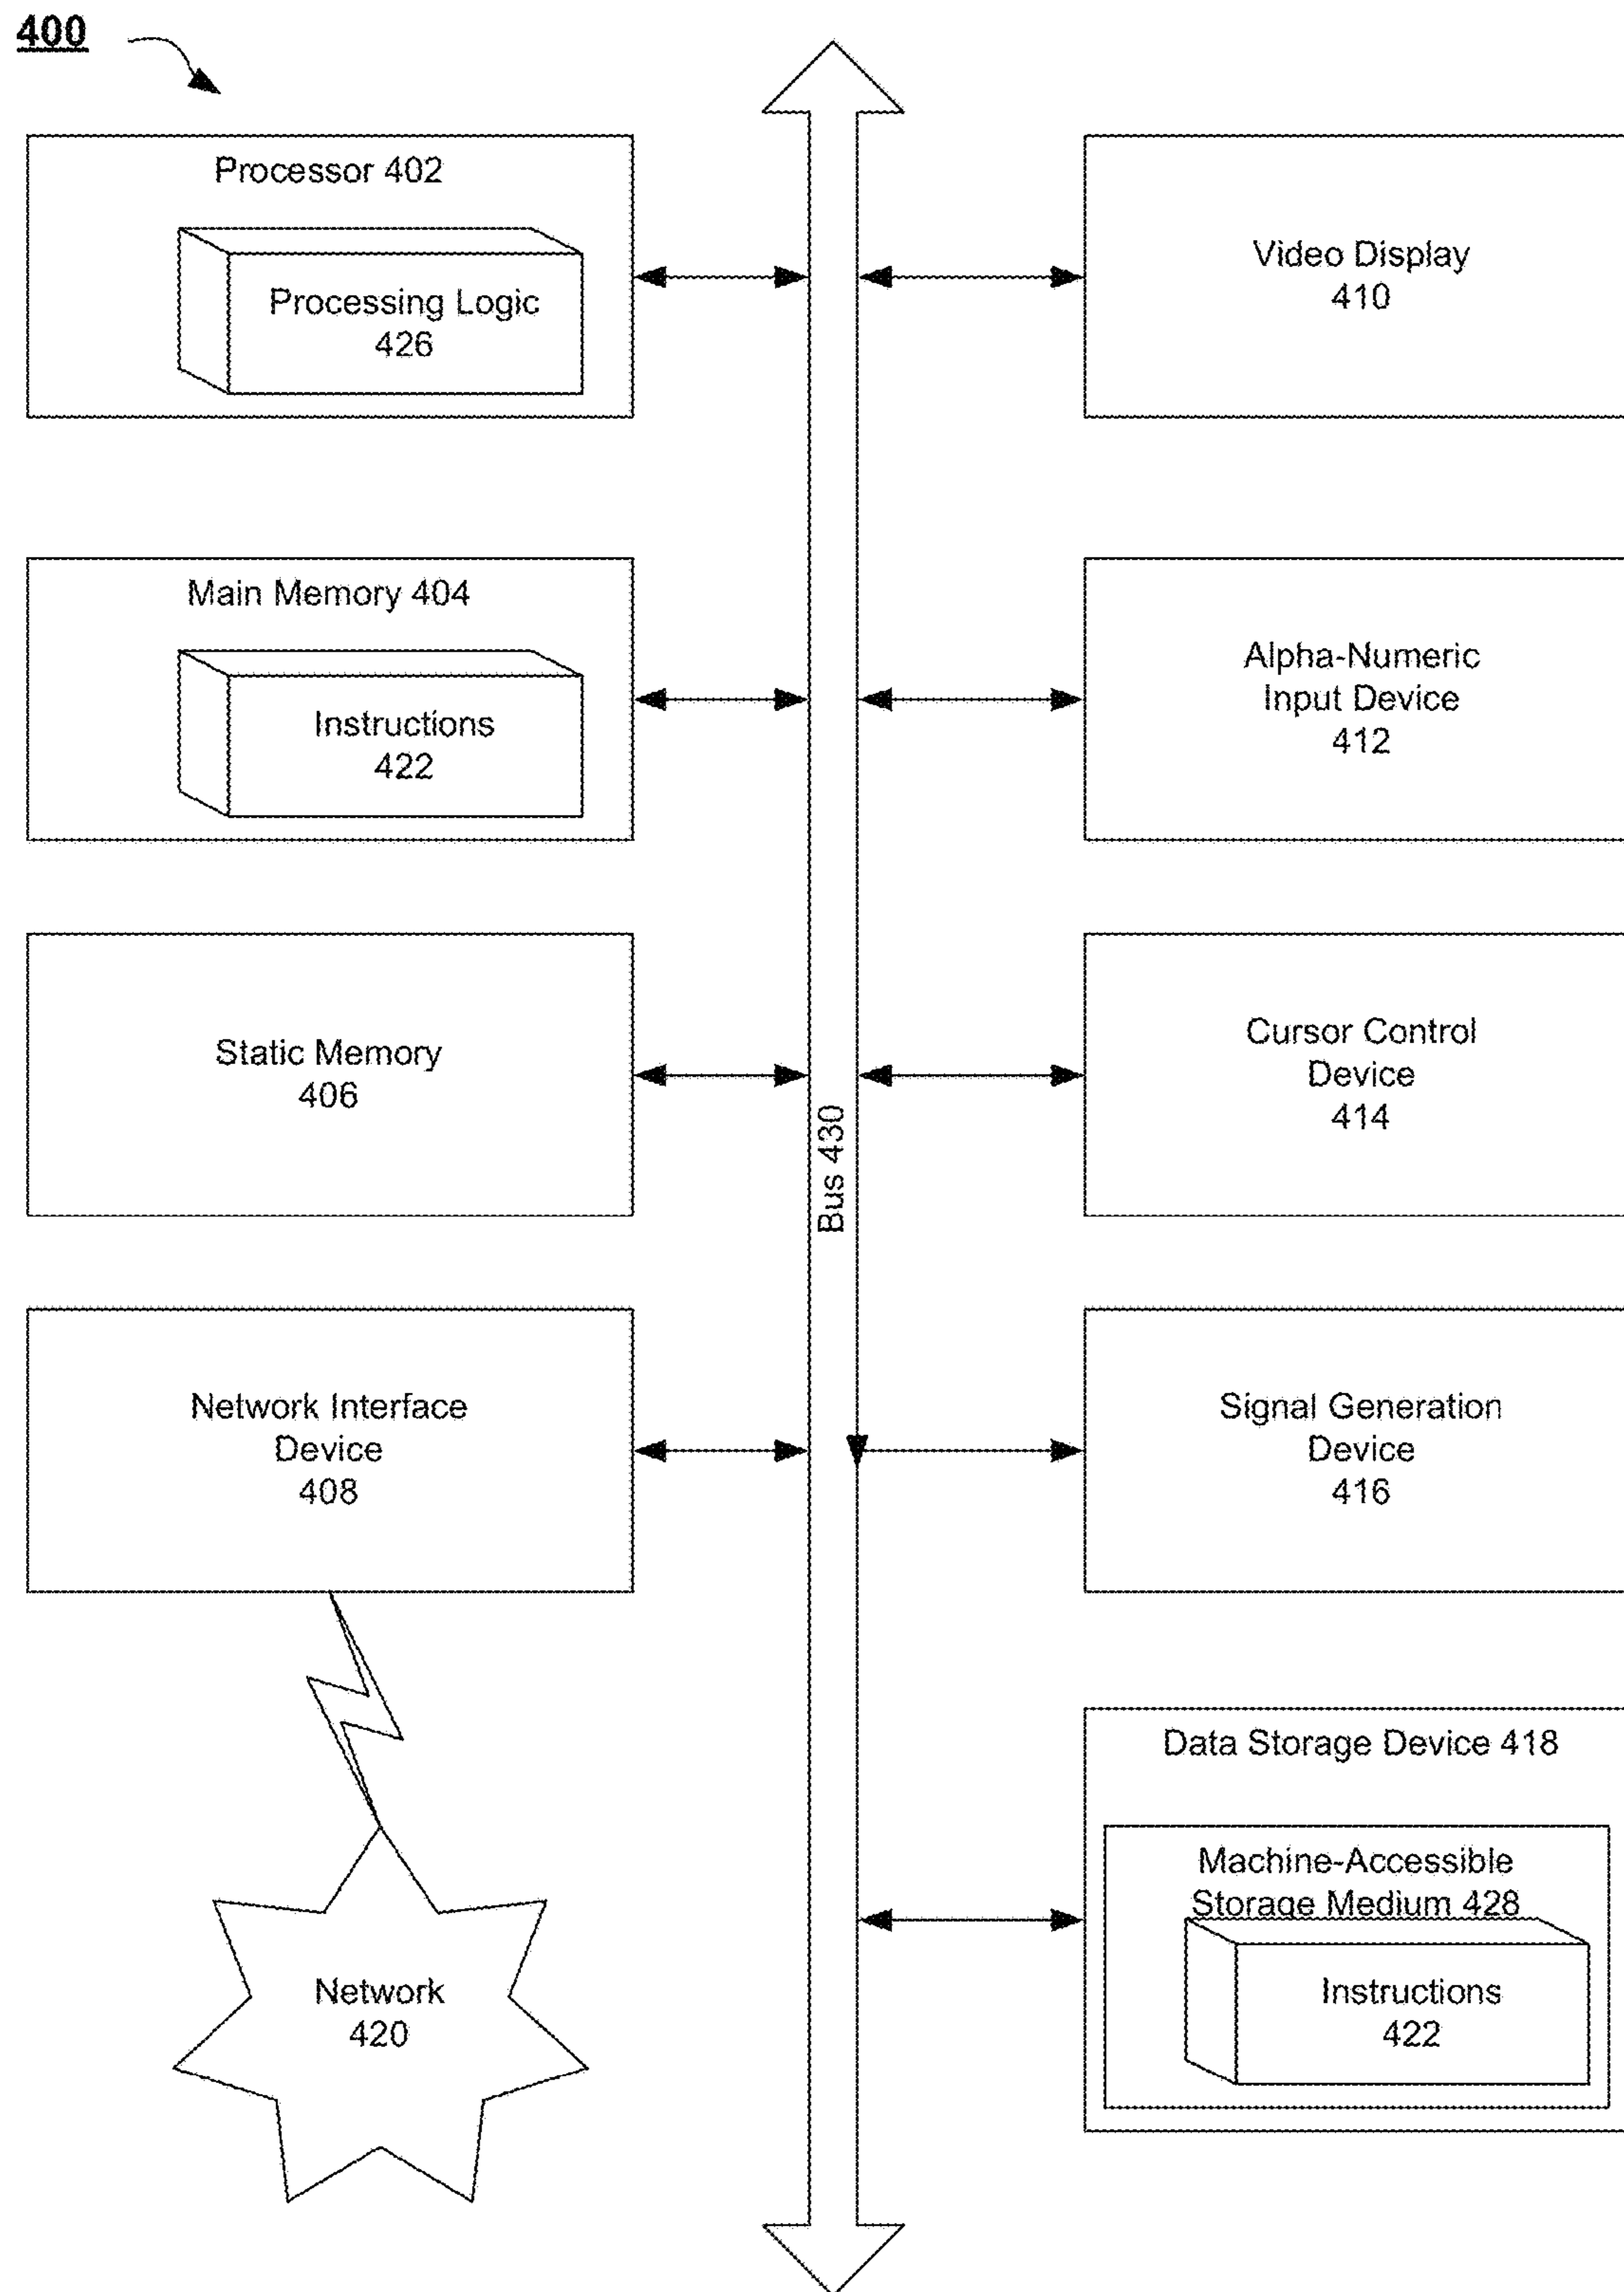 400
Processor 402
Processing Logic
426
Main Memory 404
Instructions
422
Static Memory
406
Network Interface
Device
408
Network
420
Bus 430
Video Display
410
Alpha-Numeric
Input Device
412
Cursor Control
Device
414
Signal Generation
Device
416
Data Storage Device 418
Machine-Accessible
Storage Medium 428
Instructions
422